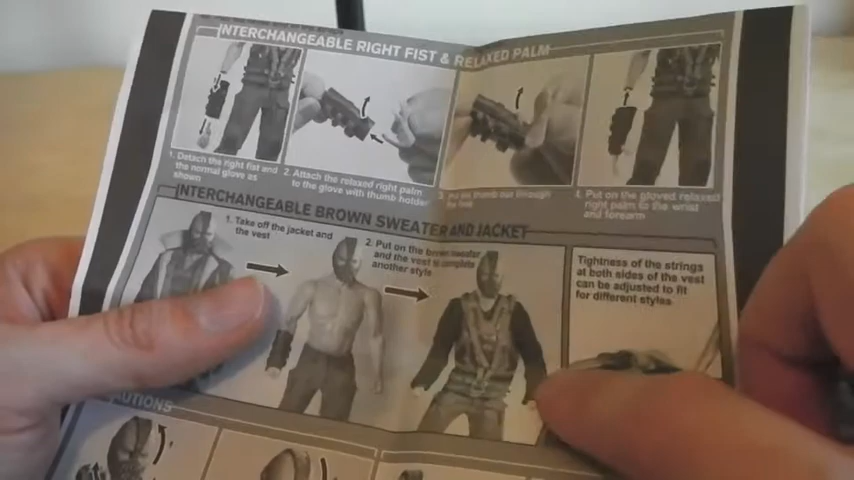 INTERCHANGEABLE RIGHT FIST & RELAXED PALM
1. Detach the right fist and
the normal glove as
shown
2. Attach the relaxed right palm
to the glove with thumb holder
thumb out through
4. Put on the gloved relaxed
right palm to the wrist
and forearm
INTERCHANGEABLE BROWN SWEATER AND JACKET
1. Take off the jacket and
the vest
2. Put on the brown sweater
and the vest to complete
another style
Tightness of the strings
at both sides of the vest
can be adjusted to fit
for different styles
AUTIONS